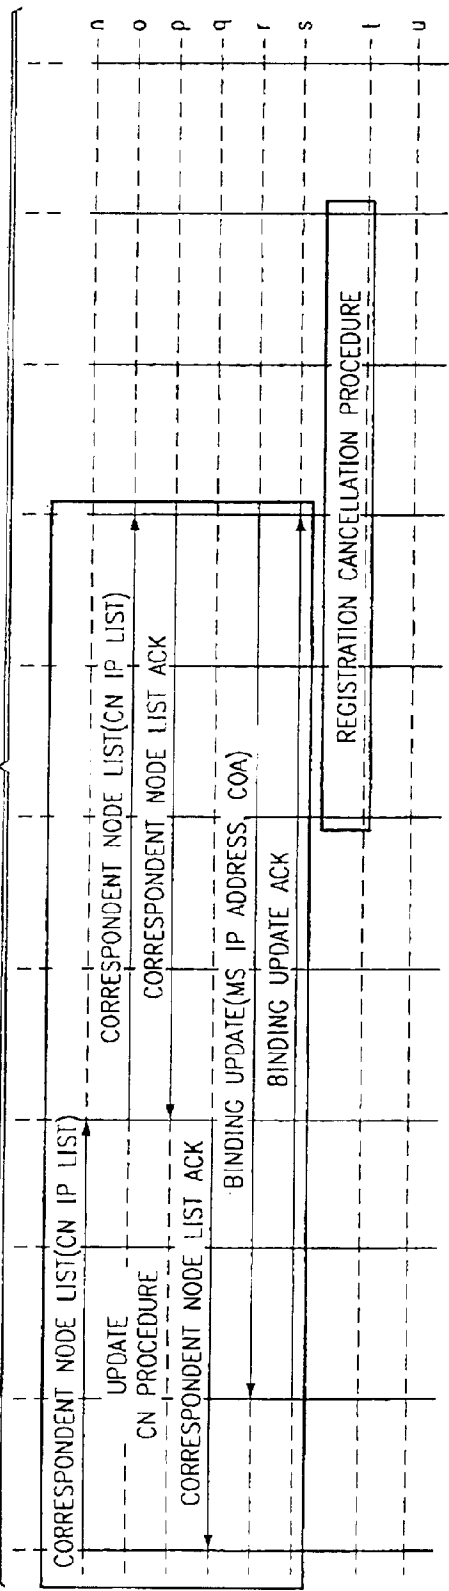 n
CORRESPONDENT NODE LIST(CN IP LIST)
o
UPDATE
CN PROCEDURE
CORRESPONDENT NODE LIST(CN IP LIST)
p
CORRESPONDENT NODE LIST ACK
q
CORRESPONDENT NODE LIST ACK
r
BINDING UPDATE(MS IP ADDRESS, COA)
s
BINDING UPDATE ACK
REGISTRATION CANCELLATION PROCEDURE
t
u